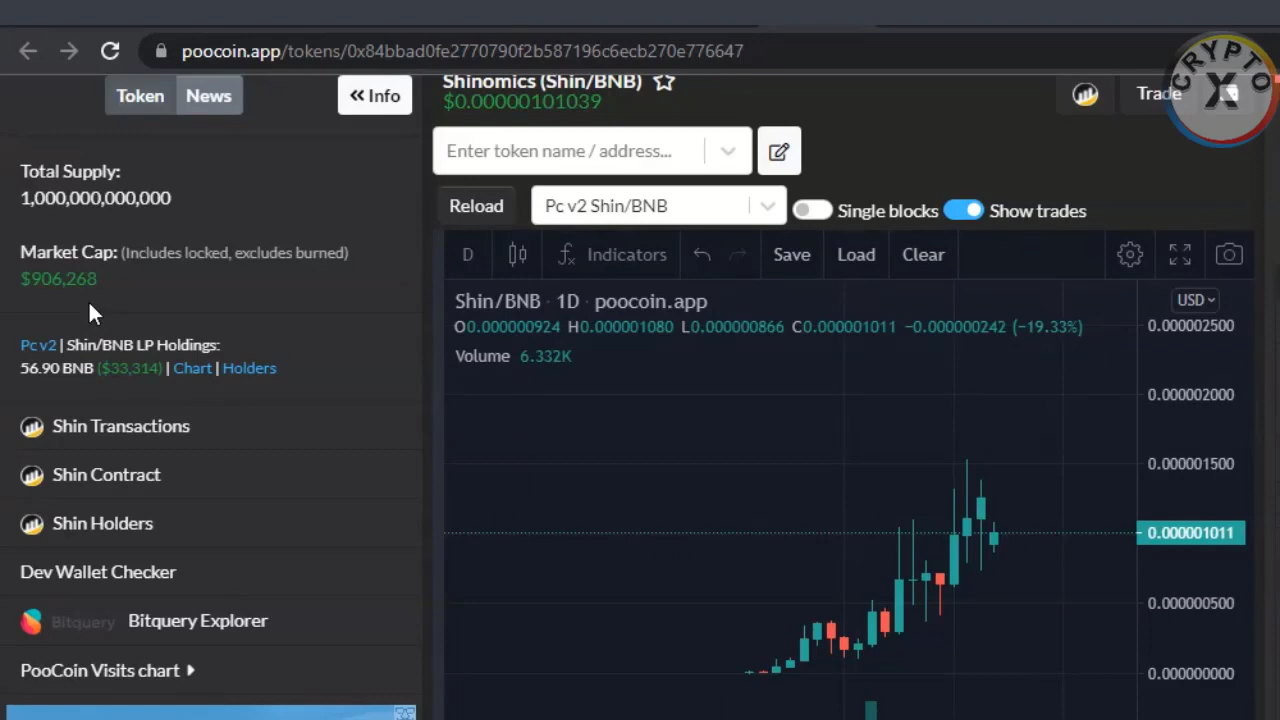 poocoin.app/tokens/0x84bbad0fe2770790f2b587196c6ecb270e776647
CRYPTO
X
Token
News
Info
Shinomics (Shin/BNB)
$0.00000101039
Trade
Total Supply:
1,000,000,000,000
Market Cap: (Includes locked, excludes burned)
$906,268
Pc v2 | Shin/BNB LP Holdings:
56.90 BNB ($33,314) | Chart | Holders
Shin Transactions
Shin Contract
Shin Holders
Dev Wallet Checker
Bitquery Bitquery Explorer
PooCoin Visits chart
Enter token name / address...
Reload
Pc v2 Shin/BNB
Single blocks
Show trades
D
Indicators
Save
Load
Clear
Shin/BNB · 1D · poocoin.app
O0.000000924 H0.000001080 L0.000000866 C0.000001011 −0.000000242 (−19.33%)
Volume 6.332K
USD
0.000002500
0.000002000
0.000001500
0.000001011
0.000000500
0.000000000